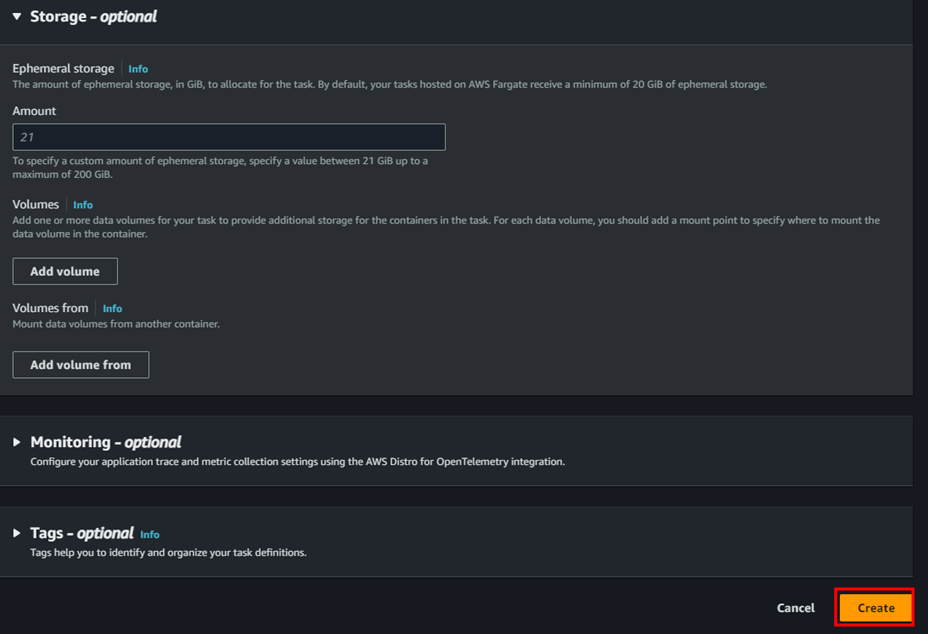 Storage - optional
Ephemeral storage Info
The amount of ephemeral storage, in GiB, to allocate for the task. By default, your tasks hosted on AWS Fargate receive a minimum of 20 GiB of ephemeral storage.
Amount
21
To specify a custom amount of ephemeral storage, specify a value between 21 GiB up to a
maximum of 200 GiB.
Volumes Info
Add one or more data volumes for your task to provide additional storage for the containers in the task. For each data volume, you should add a mount point to specify where to mount the
data volume in the container.
Add volume
Volumes from Info
Mount data volumes from another container.
Add volume from
Monitoring - optional
Configure your application trace and metric collection settings using the AWS Distro for OpenTelemetry integration.
Tags - optional Info
Tags help you to identify and organize your task definitions.
Cancel Create